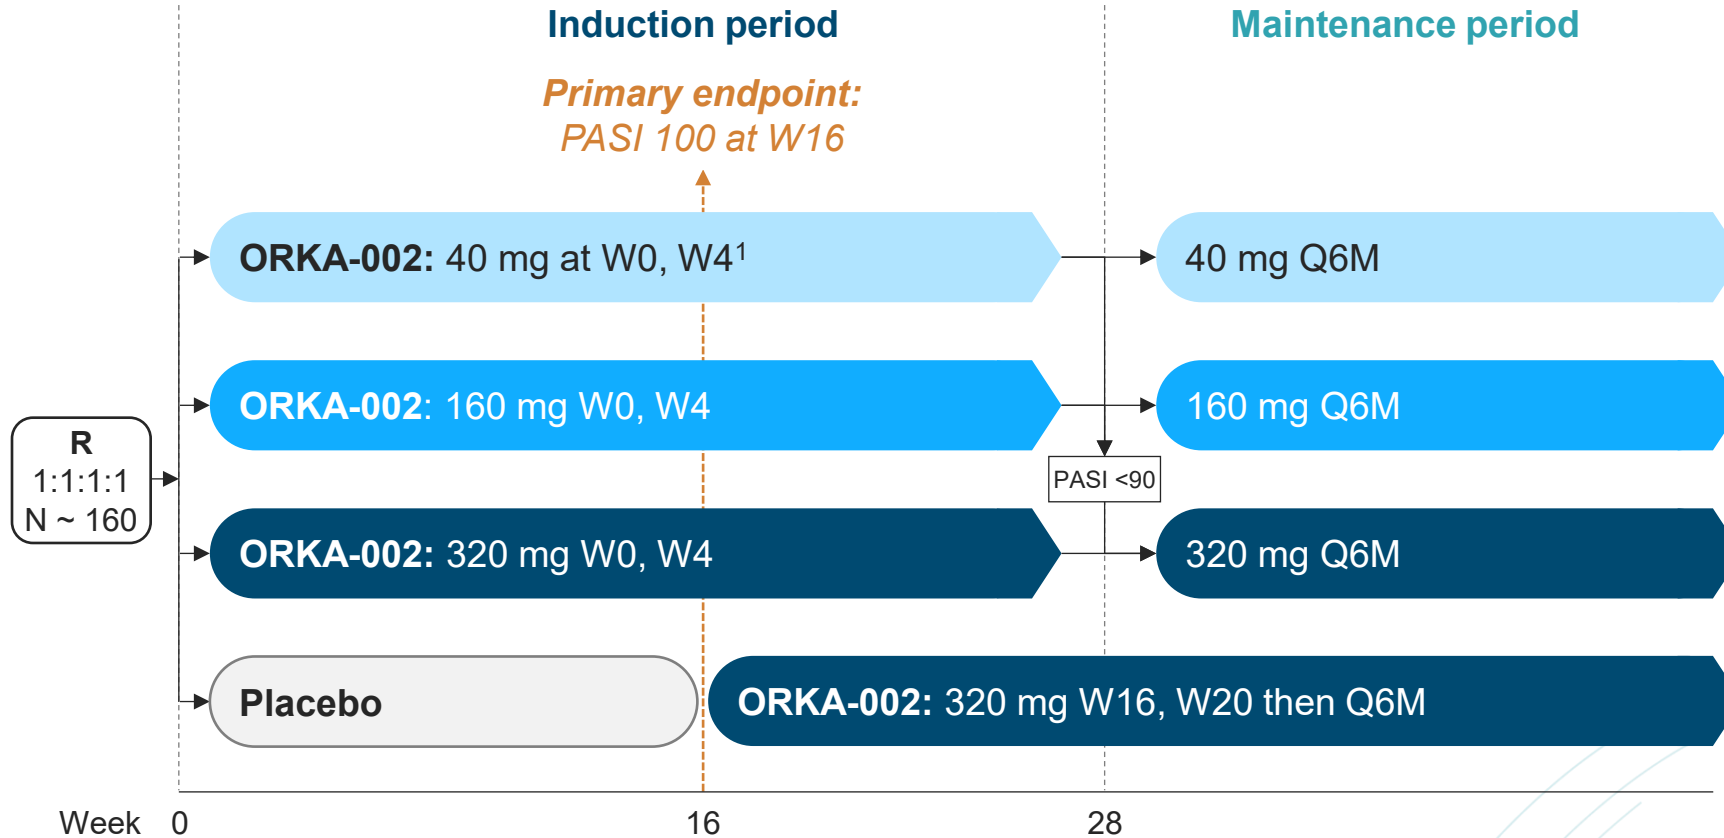 Induction period
Maintenance period
Primary endpoint:
PASI 100 at W16
ORKA-002: 40 mg at W0, W4¹
40 mg Q6M
ORKA-002: 160 mg W0, W4
160 mg Q6M
R
1:1:1:1
N ~ 160
PASI <90
ORKA-002: 320 mg W0, W4
320 mg Q6M
Placebo
ORKA-002: 320 mg W16, W20 then Q6M
Week 0 16 28